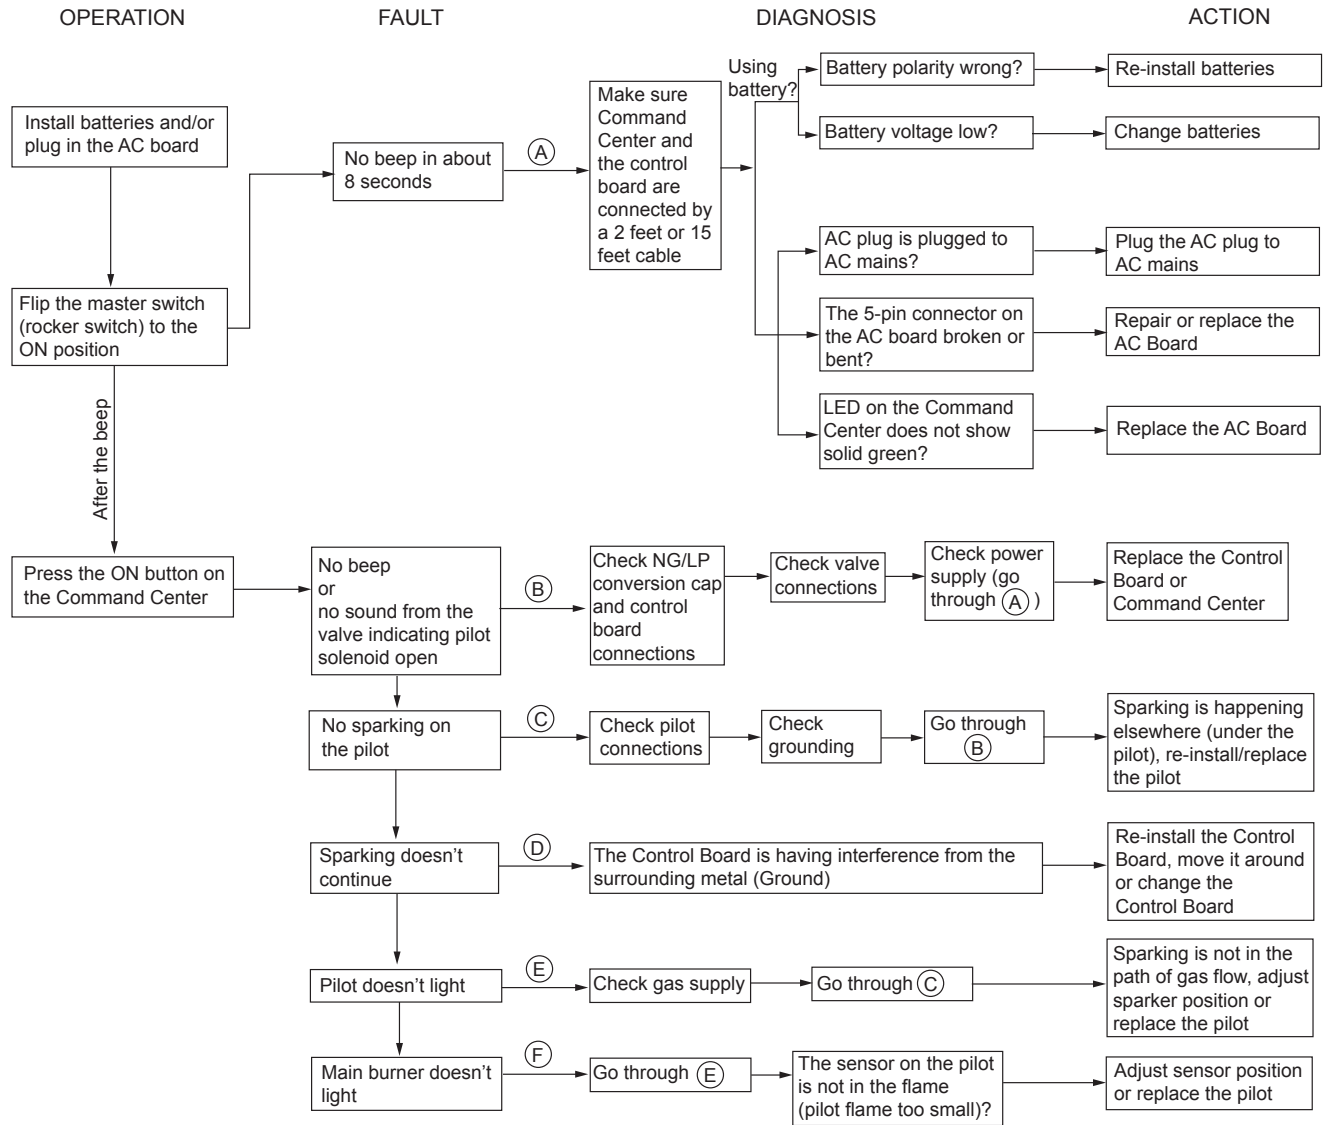 OPERATION
FAULT
DIAGNOSIS
ACTION
Install batteries and/or
plug in the AC board
Flip the master switch
(rocker switch) to the
ON position
After the beep
Press the ON button on
the Command Center
No beep in about
8 seconds
A
Make sure
Command
Center and
the control
board are
connected by
a 2 feet or 15
feet cable
Using
battery?
Battery polarity wrong?
Re-install batteries
Battery voltage low?
Change batteries
AC plug is plugged to
AC mains?
Plug the AC plug to
AC mains
The 5-pin connector on
the AC board broken or
bent?
Repair or replace the
AC Board
LED on the Command
Center does not show
solid green?
Replace the AC Board
No beep
or
no sound from the
valve indicating pilot
solenoid open
B
Check NG/LP
conversion cap
and control
board
connections
Check valve
connections
Check power
supply (go
through A )
Replace the Control
Board or
Command Center
No sparking on
the pilot
C
Check pilot
connections
Check
grounding
Go through
B
Sparking is happening
elsewhere (under the
pilot), re-install/replace
the pilot
Sparking doesn't
continue
D
The Control Board is having interference from the
surrounding metal (Ground)
Re-install the Control
Board, move it around
or change the
Control Board
Pilot doesn't light
E
Check gas supply
Go through C
Sparking is not in the
path of gas flow, adjust
sparker position or
replace the pilot
Main burner doesn't
light
F
Go through E
The sensor on the pilot
is not in the flame
(pilot flame too small)?
Adjust sensor position
or replace the pilot